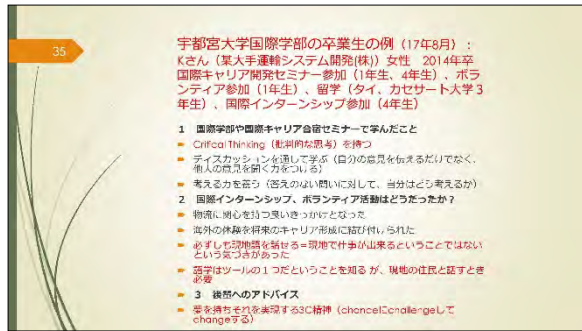 35
宇都宮大学国際学部の卒業生の例（17年8月）：
Kさん（某大手運輸システム開発(株)）女性　2014年卒
国際キャリア開発セミナー参加（1年生、4年生）、ボラ
ンティア参加（1年生）、留学（タイ、カセサート大学3
年生）、国際インターンシップ参加（4年生）
1　国際学部や国際キャリア合宿セミナーで学んだこと
Critical Thinking（批判的な思考）を持つ
ディスカッションを通して学ぶ（自分の意見を伝えるだけでなく、
他人の意見を聞く力をつける）
考える力を養う（答えのない問いに対して、自分はどう考えるか）
2　国際インターンシップ、ボランティア活動はどうだったか？
物流に関心を持つ良いきっかけとなった
海外の体験を将来のキャリア形成に結び付けられた
必ずしも現地語を話せる＝現地で仕事が出来るということではない
という気づきがあった
語学はツールの1つだということを知る が、現地の住民と話すとき
必要
3　後輩へのアドバイス
夢を持ちそれを実現する3C精神（chanceにchallengeして
changeする）